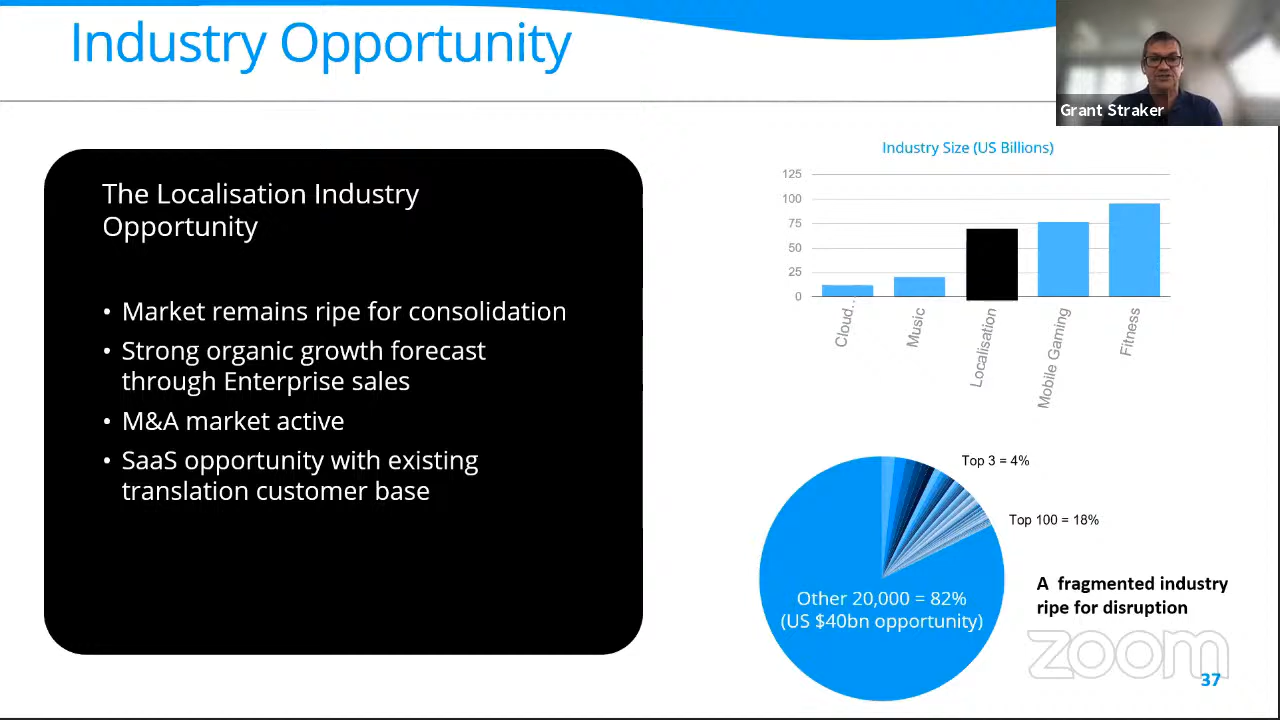 Industry Opportunity
Grant Straker
The Localisation Industry
Opportunity
• Market remains ripe for consolidation
• Strong organic growth forecast
through Enterprise sales
• M&A market active
• SaaS opportunity with existing
translation customer base
Industry Size (US Billions)
125
100
75
50
25
0
Cloud...
Music
Localisation
Mobile Gaming
Fitness
Top 3 = 4%
Top 100 = 18%
Other 20,000 = 82%
(US $40bn opportunity)
A fragmented industry
ripe for disruption
zoom
37